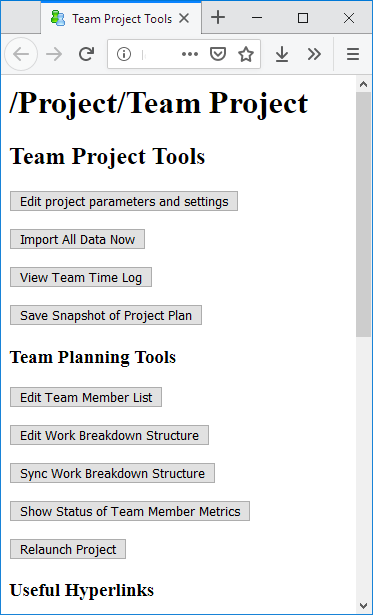 Team Project Tools
/Project/Team Project
Team Project Tools
Edit project parameters and settings
Import All Data Now
View Team Time Log
Save Snapshot of Project Plan
Team Planning Tools
Edit Team Member List
Edit Work Breakdown Structure
Sync Work Breakdown Structure
Show Status of Team Member Metrics
Relaunch Project
Useful Hyperlinks